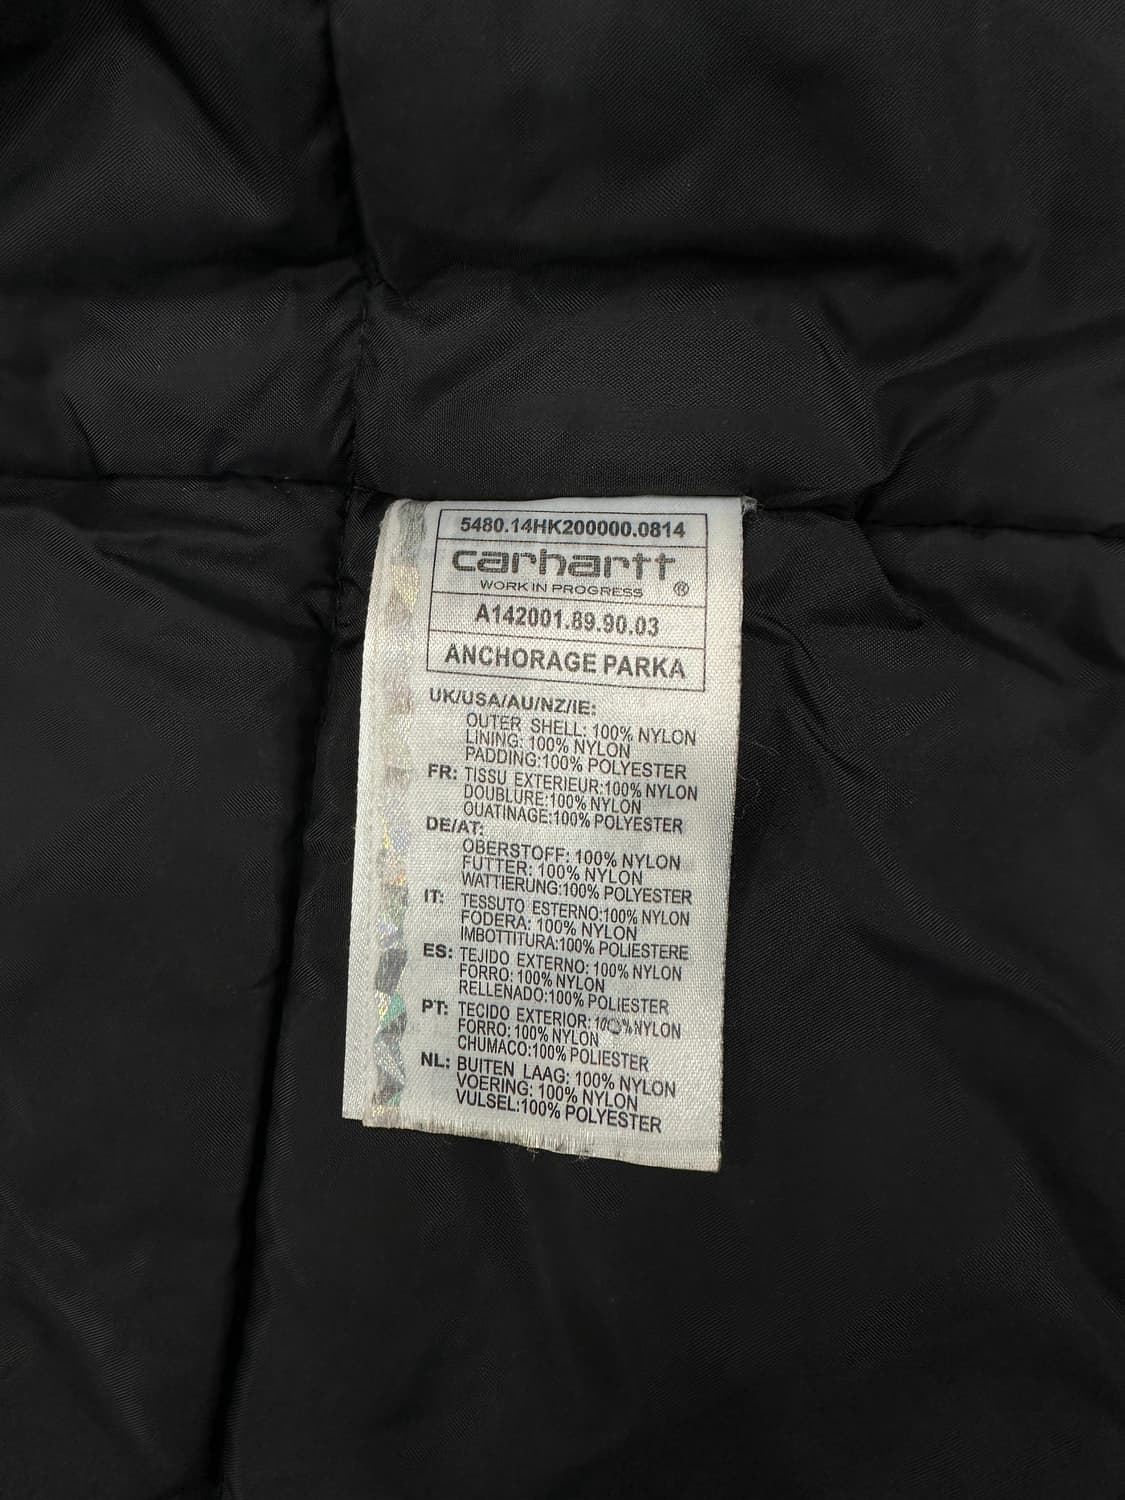 5480.14HK200000.0814
carhartt
WORK IN PROGRESS ®
A142001.89.90.03
ANCHORAGE PARKA
UK/USA/AU/NZ/IE:
OUTER SHELL: 100% NYLON
LINING: 100% NYLON
PADDING:100% POLYESTER
FR: TISSU EXTERIEUR:100% NYLON
DOUBLURE:100% NYLON
OUATINAGE:100% POLYESTER
DE/AT:
OBERSTOFF: 100% NYLON
FUTTER: 100% NYLON
WATTIERUNG:100% POLYESTER
IT: TESSUTO ESTERNO:100% NYLON
FODERA: 100% NYLON
IMBOTTITURA:100% POLIESTERE
ES: TEJIDO EXTERNO: 100% NYLON
FORRO: 100% NYLON
RELLENADO:100% POLIESTER
PT: TECIDO EXTERIOR: 100% NYLON
FORRO: 100% NYLON
CHUMACO:100% POLIESTER
NL: BUITEN LAAG: 100% NYLON
VOERING: 100% NYLON
VULSEL:100% POLYESTER